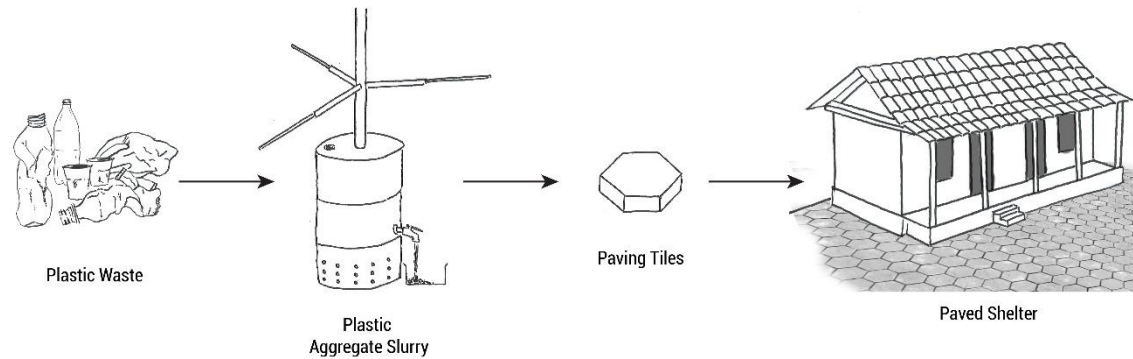 Plastic Waste
Plastic
Aggregate Slurry
Paving Tiles
Paved Shelter